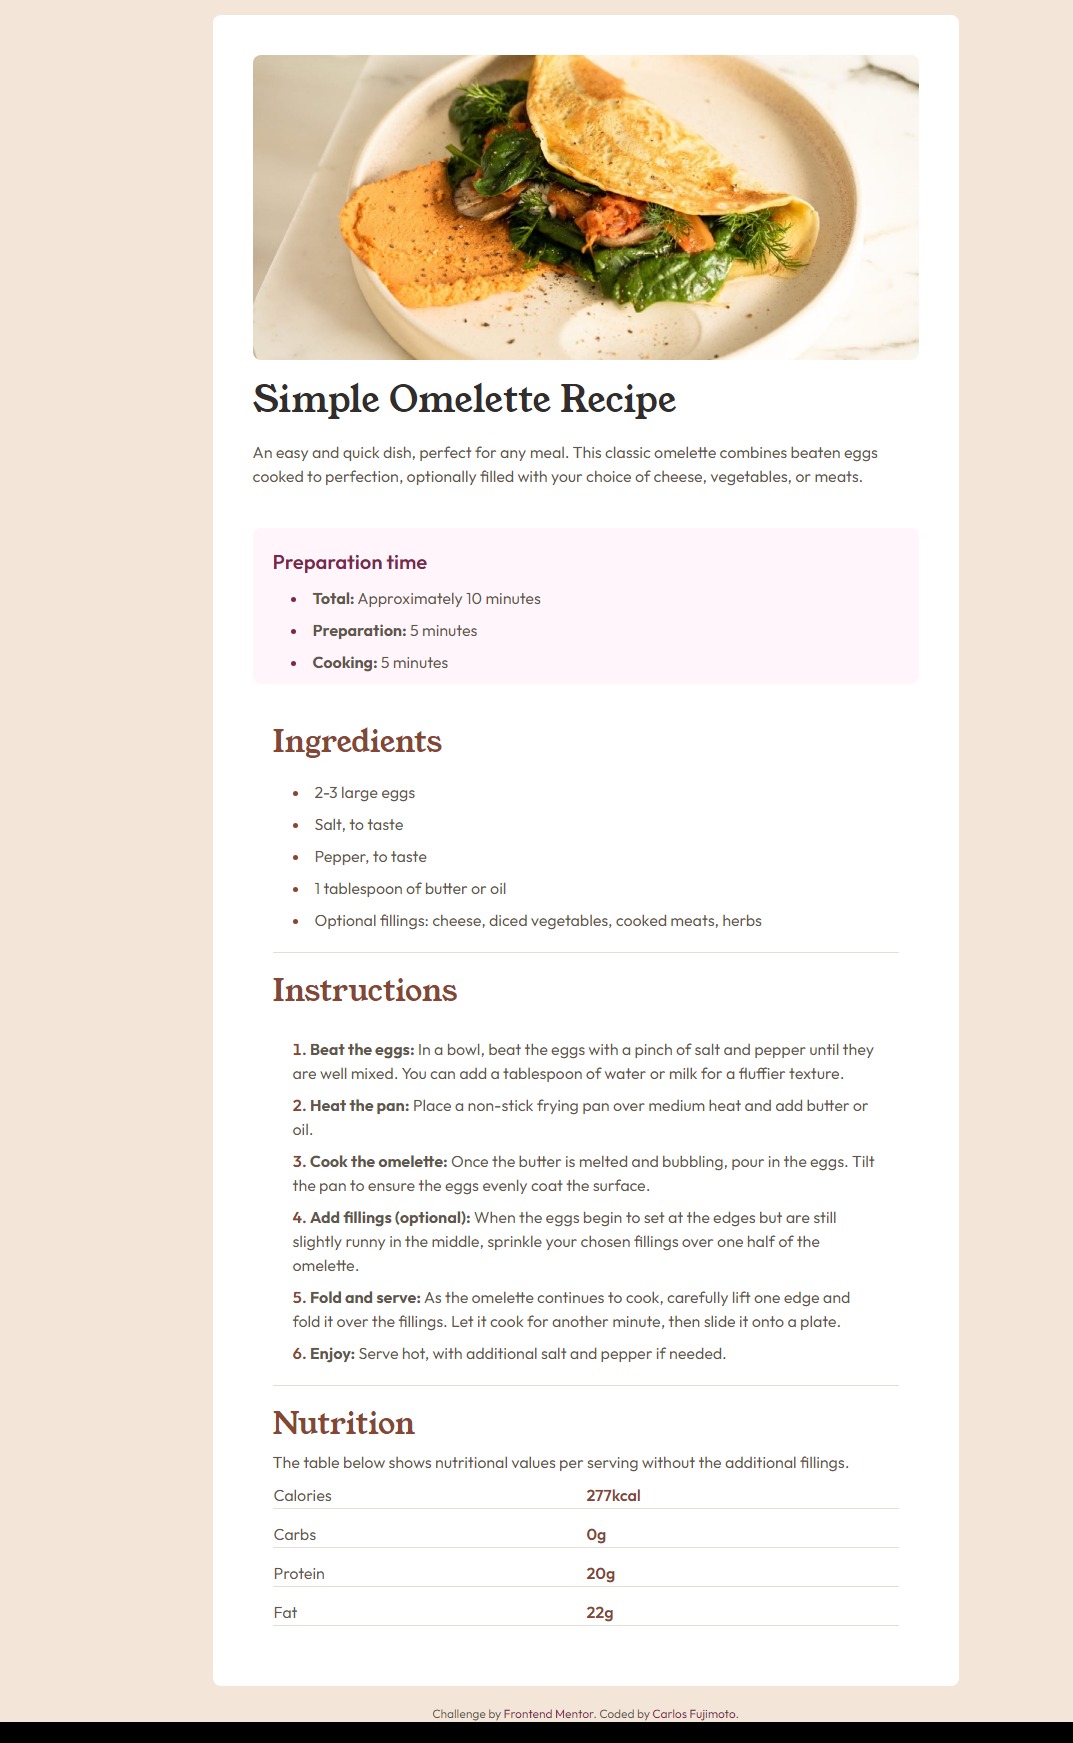 Simple Omelette Recipe
An easy and quick dish, perfect for any meal. This classic omelette combines beaten eggs
cooked to perfection, optionally filled with your choice of cheese, vegetables, or meats.
Preparation time
• Total: Approximately 10 minutes
• Preparation: 5 minutes
• Cooking: 5 minutes
Ingredients
• 2-3 large eggs
• Salt, to taste
• Pepper, to taste
• 1 tablespoon of butter or oil
• Optional fillings: cheese, diced vegetables, cooked meats, herbs
Instructions
1. Beat the eggs: In a bowl, beat the eggs with a pinch of salt and pepper until they
are well mixed. You can add a tablespoon of water or milk for a fluffier texture.
2. Heat the pan: Place a non-stick frying pan over medium heat and add butter or
oil.
3. Cook the omelette: Once the butter is melted and bubbling, pour in the eggs. Tilt
the pan to ensure the eggs evenly coat the surface.
4. Add fillings (optional): When the eggs begin to set at the edges but are still
slightly runny in the middle, sprinkle your chosen fillings over one half of the
omelette.
5. Fold and serve: As the omelette continues to cook, carefully lift one edge and
fold it over the fillings. Let it cook for another minute, then slide it onto a plate.
6. Enjoy: Serve hot, with additional salt and pepper if needed.
Nutrition
The table below shows nutritional values per serving without the additional fillings.
Calories 277kcal
Carbs 0g
Protein 20g
Fat 22g
Challenge by Frontend Mentor. Coded by Carlos Fujimoto.